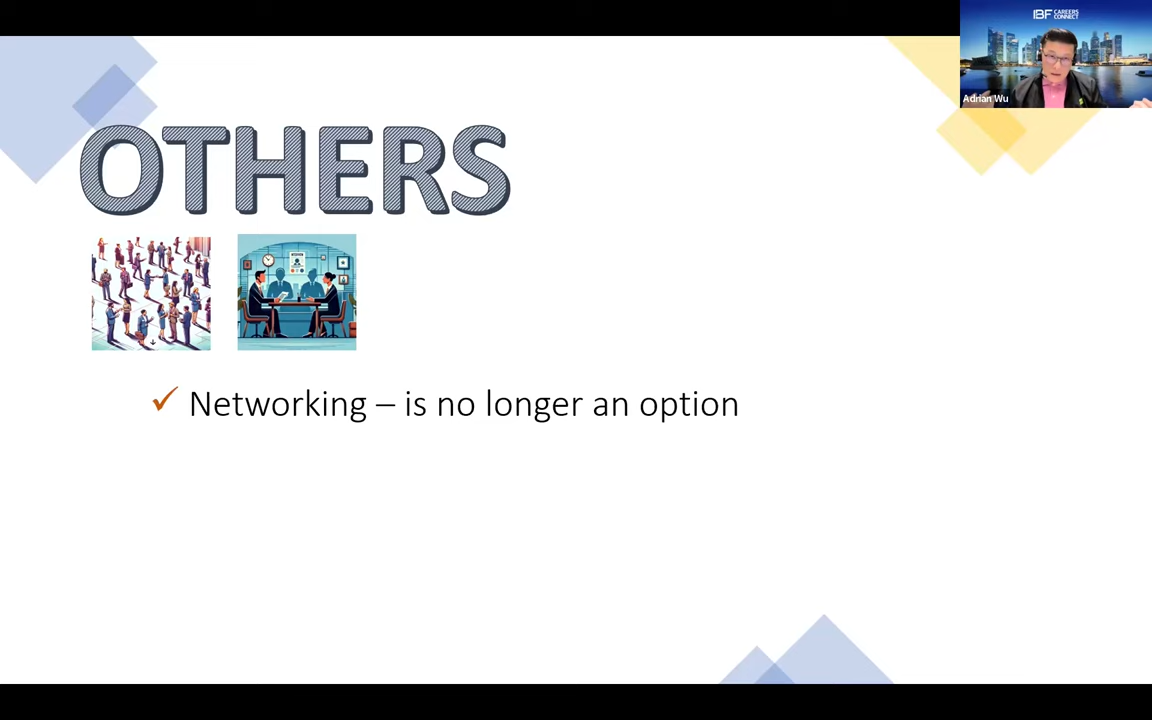 IBF CAREERS
CONNECT
Adrian Wu
OTHERS
Networking – is no longer an option